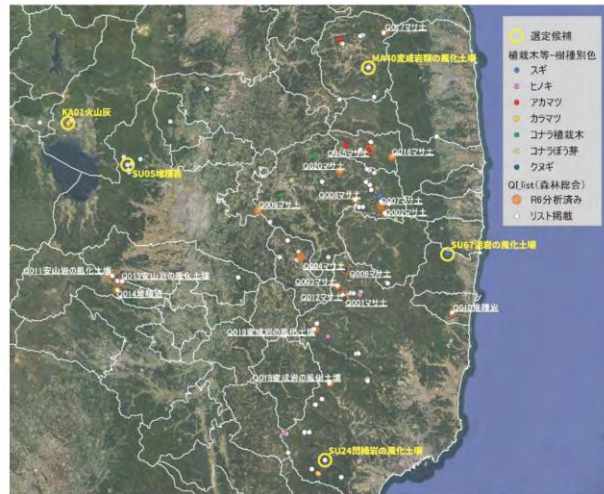 選定候補
植栽木等-樹種別色
スギ
ヒノキ
アカマツ
カラマツ
コナラ植栽木
コナラぼう芽
クヌギ
QI_list(森林総合)
R6分析済み
リスト掲載
Q017マサ土
MA40変成岩類の風化土壌
KA01火山灰
SU05堆積岩
Q016マサ土
Q020マサ土
Q008マサ土
Q007マサ土
Q002マサ土
Q009マサ土
SU67泥岩の風化土壌
Q004マサ土
Q006マサ土
Q011安山岩の風化土壌
Q013安山岩の風化土壌
Q014堆積岩
Q003マサ土
Q012マサ土
Q001マサ土
Q010堆積岩
変成岩の風化土壌
変成岩の風化土壌
SU24閃緑岩の風化土壌